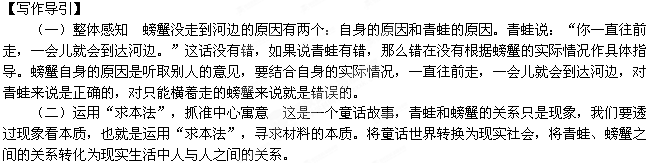 【写作导引】
（一）整体感知　螃蟹没走到河边的原因有两个：自身的原因和青蛙的原因。青蛙说：“你一直往前
走，一会儿就会到达河边。”这话没有错，如果说青蛙有错，那么错在没有根据螃蟹的实际情况作具体指
导。螃蟹自身的原因是听取别人的意见，要结合自身的实际情况，一直往前走，一会儿就会到达河边，对
青蛙来说是正确的，对只能横着走的螃蟹来说就是错误的。
（二）运用“求本法”，抓准中心寓意　这是一个童话故事，青蛙和螃蟹的关系只是现象，我们要透
过现象看本质，也就是运用“求本法”，寻求材料的本质。将童话世界转换为现实社会，将青蛙、螃蟹之
间的关系转化为现实生活中人与人之间的关系。